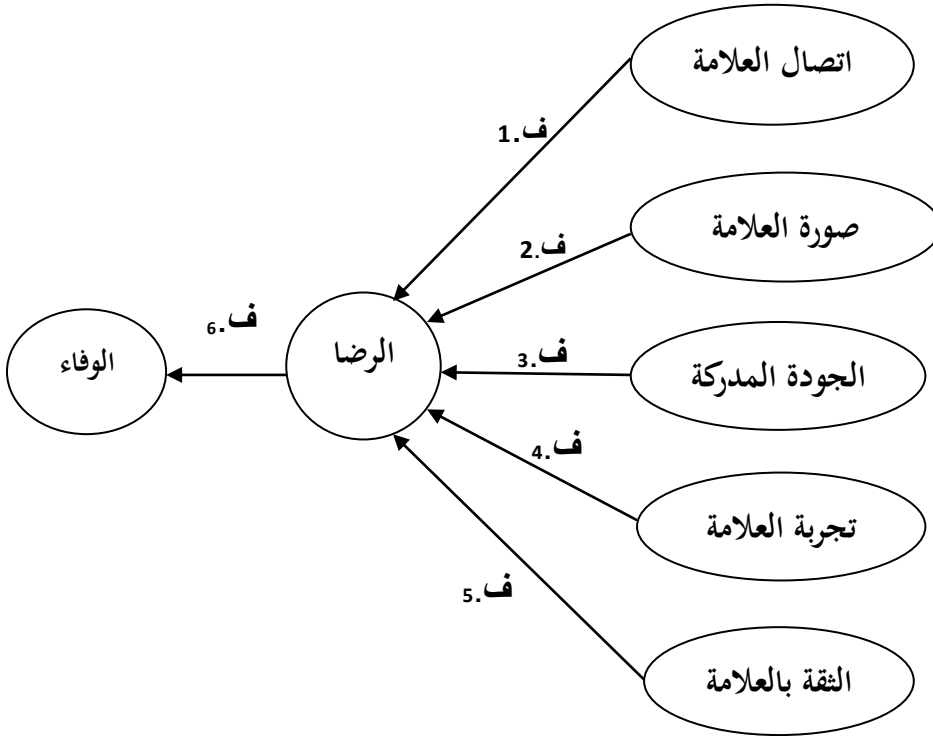 اتصال العلامة
ف.1
صورة العلامة
ف.2
الجودة المدركة
ف.3
الرضا
ف.6
الوفاء
تجربة العلامة
ف.4
الثقة بالعلامة
ف.5